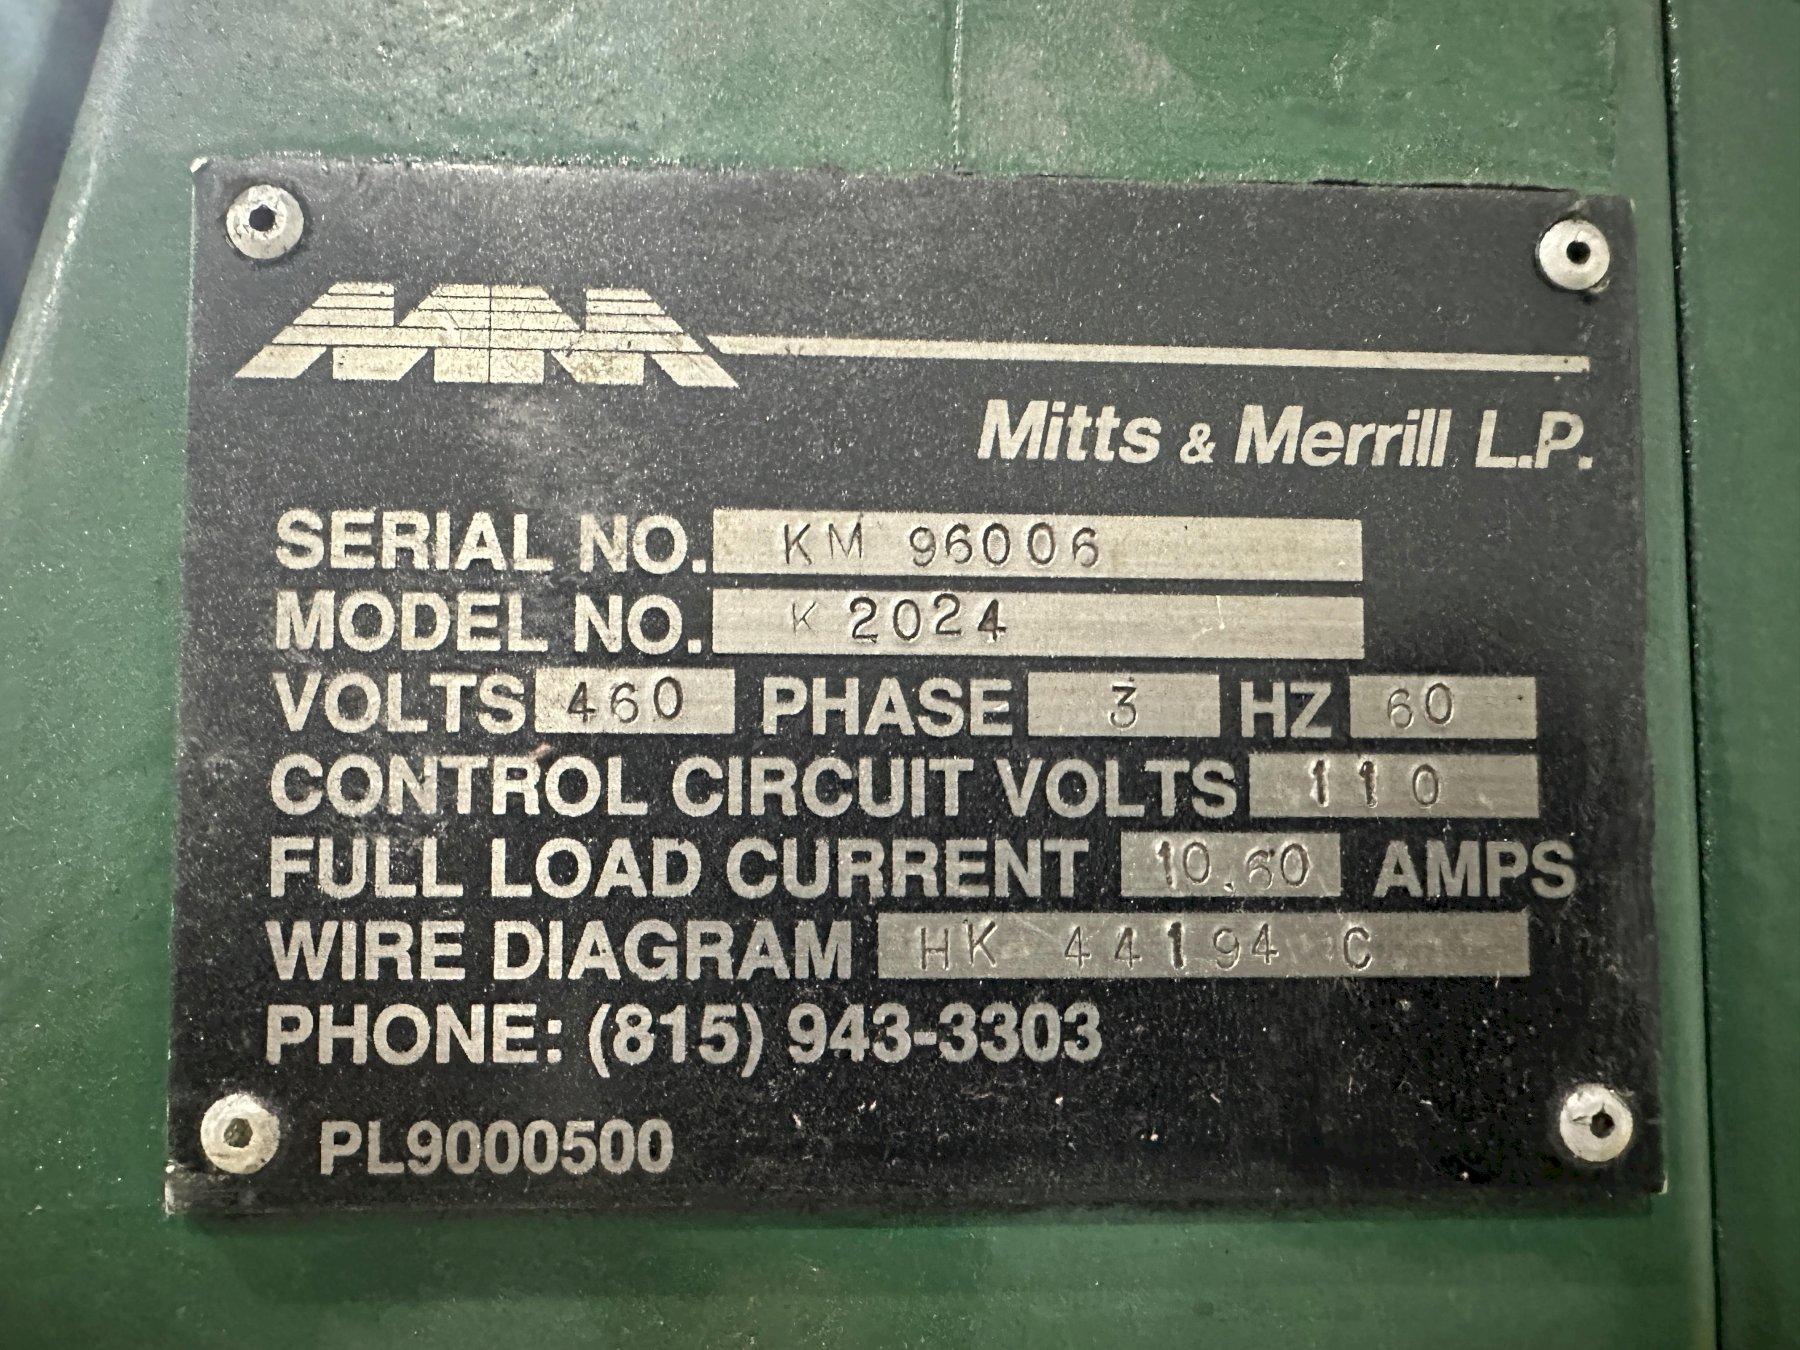 Mitts & Merrill L.P.
SERIAL NO. KM 96006
MODEL NO. K 2024
VOLTS 460 PHASE 3 HZ 60
CONTROL CIRCUIT VOLTS 110
FULL LOAD CURRENT 10.60 AMPS
WIRE DIAGRAM HK 44194 C
PHONE: (815) 943-3303
PL9000500